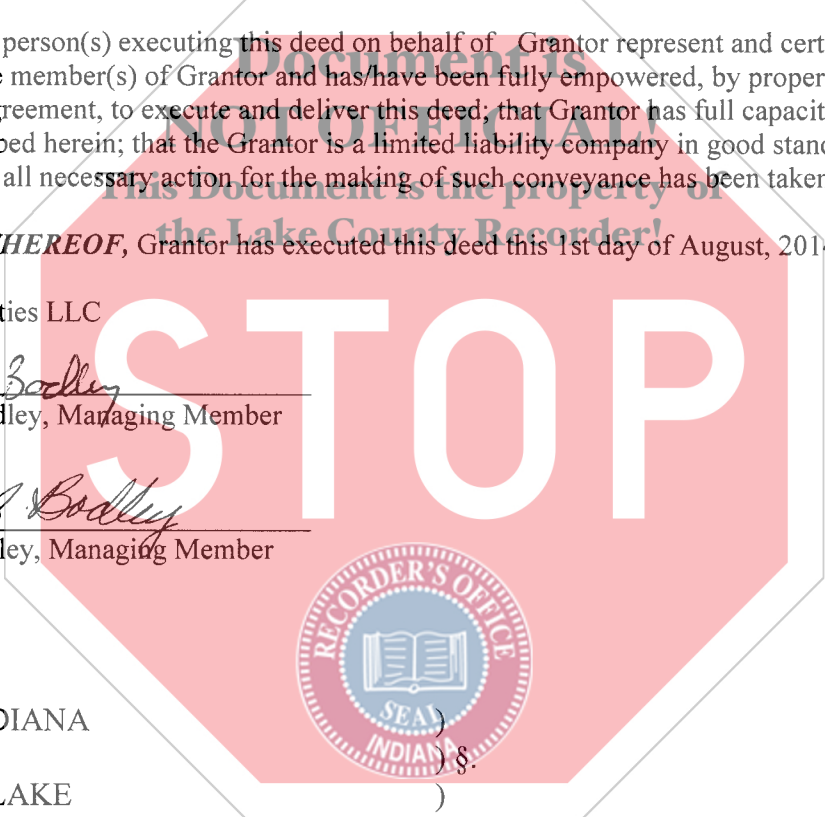 person(s) executing this deed on behalf of Grantor represent and cert
Document is
e member(s) of Grantor and has/have been fully empowered, by proper
greement, to execute and deliver this deed; that Grantor has full capacit
NOT OFFICIAL!
bed herein; that the Grantor is a limited liability company in good stand
all necessary action for the making of such conveyance has been taken
This Document is the property of
the Lake County Recorder!
HEREOF, Grantor has executed this deed this 1st day of August, 2014
ties LLC
STOP
Bodley
dley, Managing Member
Bodley
ley, Managing Member
RECORDER'S OFFICE
SEAL
INDIANA
DIANA )
) §.
LAKE )